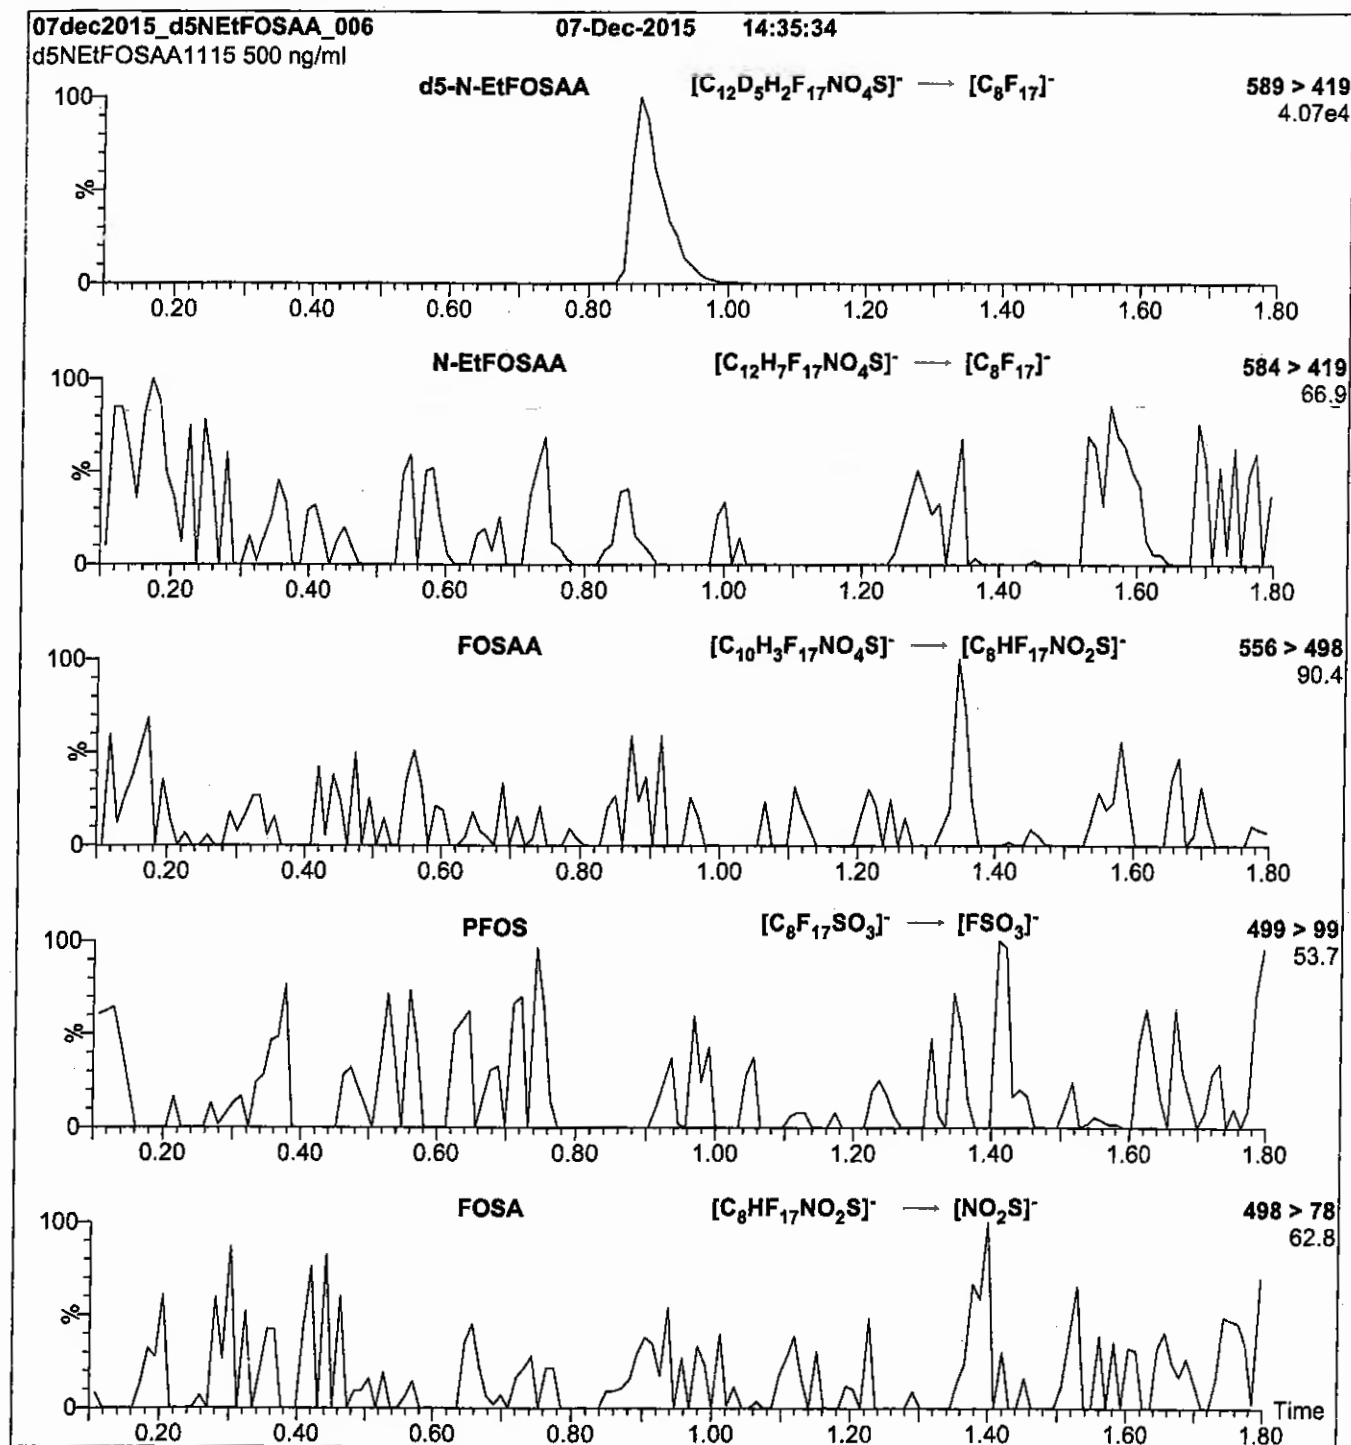 07dec2015_d5NEtFOSAA_006 07-Dec-2015 14:35:34
d5NEtFOSAA1115 500 ng/ml
d5-N-EtFOSAA [C₁₂D₅H₂F₁₇NO₄S]⁻ → [C₈F₁₇]⁻ 589 > 419
4.07e4
100
%
0
0.20 0.40 0.60 0.80 1.00 1.20 1.40 1.60 1.80
N-EtFOSAA [C₁₂H₇F₁₇NO₄S]⁻ → [C₈F₁₇]⁻ 584 > 419
66.9
100
%
0
0.20 0.40 0.60 0.80 1.00 1.20 1.40 1.60 1.80
FOSAA [C₁₀H₃F₁₇NO₄S]⁻ → [C₈HF₁₇NO₂S]⁻ 556 > 498
90.4
100
%
0
0.20 0.40 0.60 0.80 1.00 1.20 1.40 1.60 1.80
PFOS [C₈F₁₇SO₃]⁻ → [FSO₃]⁻ 499 > 99
53.7
100
%
0
0.20 0.40 0.60 0.80 1.00 1.20 1.40 1.60 1.80
FOSA [C₈HF₁₇NO₂S]⁻ → [NO₂S]⁻ 498 > 78
62.8
100
%
0
0.20 0.40 0.60 0.80 1.00 1.20 1.40 1.60 1.80 Time